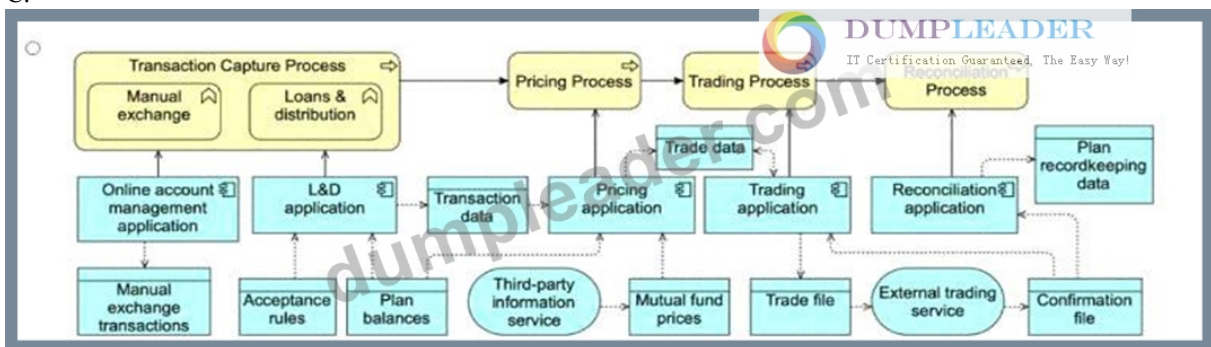 C.
DUMPLEADER
IT Certification Guaranteed, The Easy Way!
Transaction Capture Process
Manual
exchange
Loans &
distribution
Pricing Process
Trading Process
Reconciliation
Process
Trade data
Plan
recordkeeping
data
Online account
management
application
L&D
application
Transaction
data
Pricing
application
Trading
application
Reconciliation
application
Manual
exchange
transactions
Acceptance
rules
Plan
balances
Third-party
information
service
Mutual fund
prices
Trade file
External trading
service
Confirmation
file
dumpleader.com